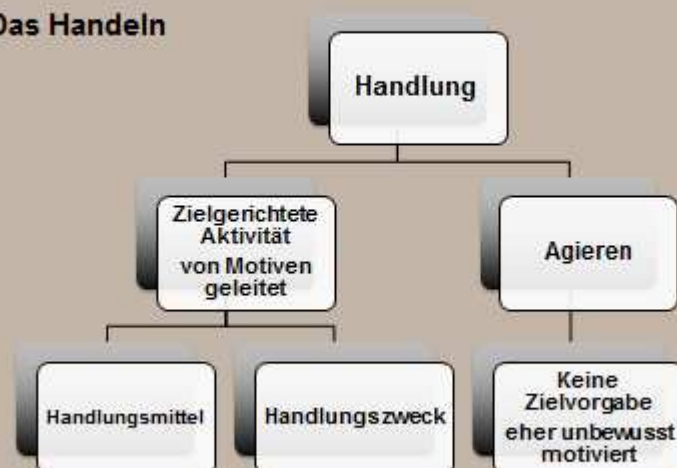 Das Handeln
Handlung
Zielgerichtete
Aktivität
von Motiven
geleitet
Agieren
Handlungsmittel
Handlungszweck
Keine
Zielvorgabe
eher unbewusst
motiviert